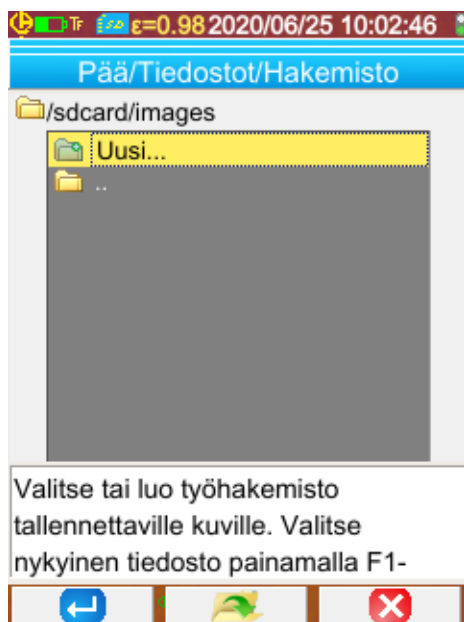 TF ε=0.98 2020/06/25 10:02:46
Pää/Tiedostot/Hakemisto
/sdcard/images
Uusi...
..
Valitse tai luo työhakemisto
tallennettaville kuville. Valitse
nykyinen tiedosto painamalla F1-